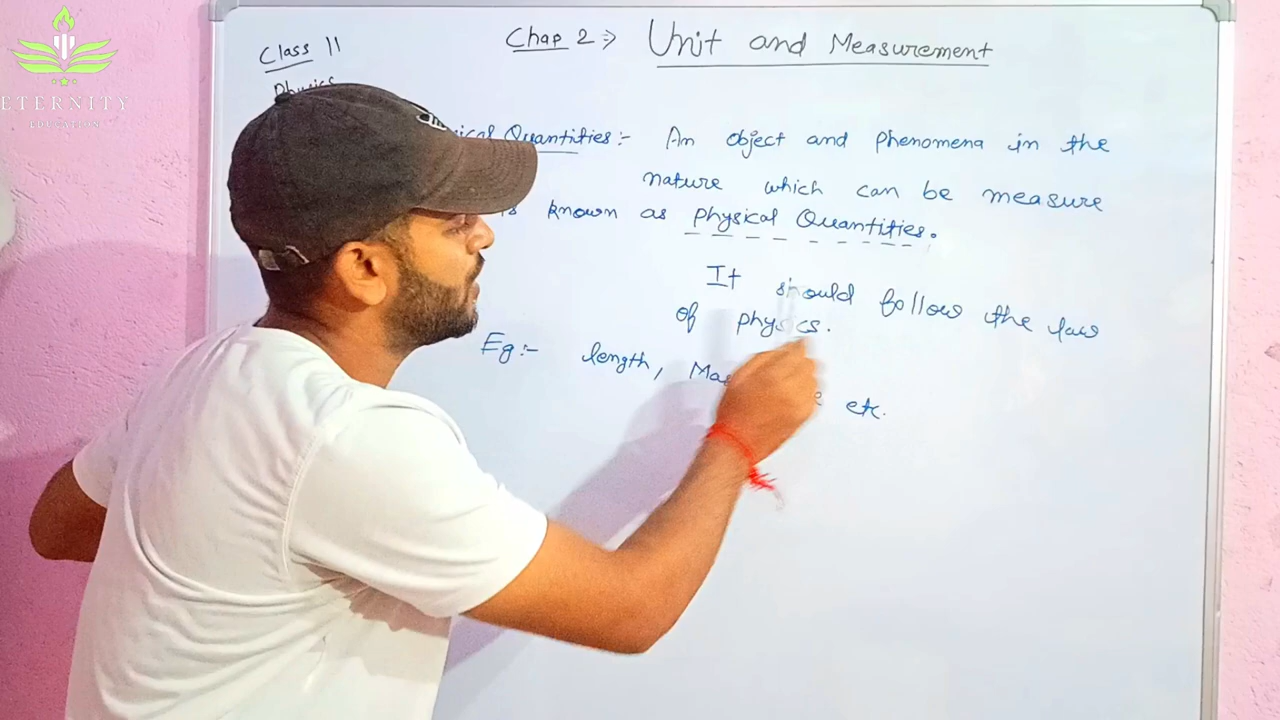 ETERNITY
EDUCATION
Class 11
Chap 2 :⇒ Unit and Measurement
Physics
Quantities :- An object and phenomena in the
nature which can be measure
known as physical Quantities.
It should follow the law
of physics.
Eg:- length, etc.